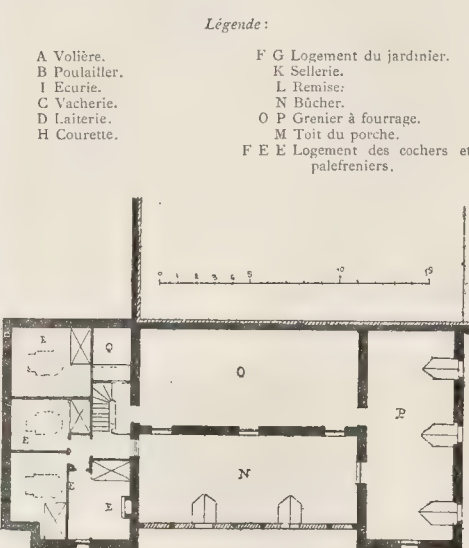 Légende :
A Volière.
B Poulailler.
I Ecurie.
C Vacherie.
D Laiterie.
H Courette.
F G Logement du jardinier.
K Sellerie.
L Remise.
N Bûcher.
O P Grenier à fourrage.
M Toit du porche.
F E E Logement des cochers et
palefreniers.
0 1 2 3 4 5 10 15
E
Q
O
P
E
N
E
E